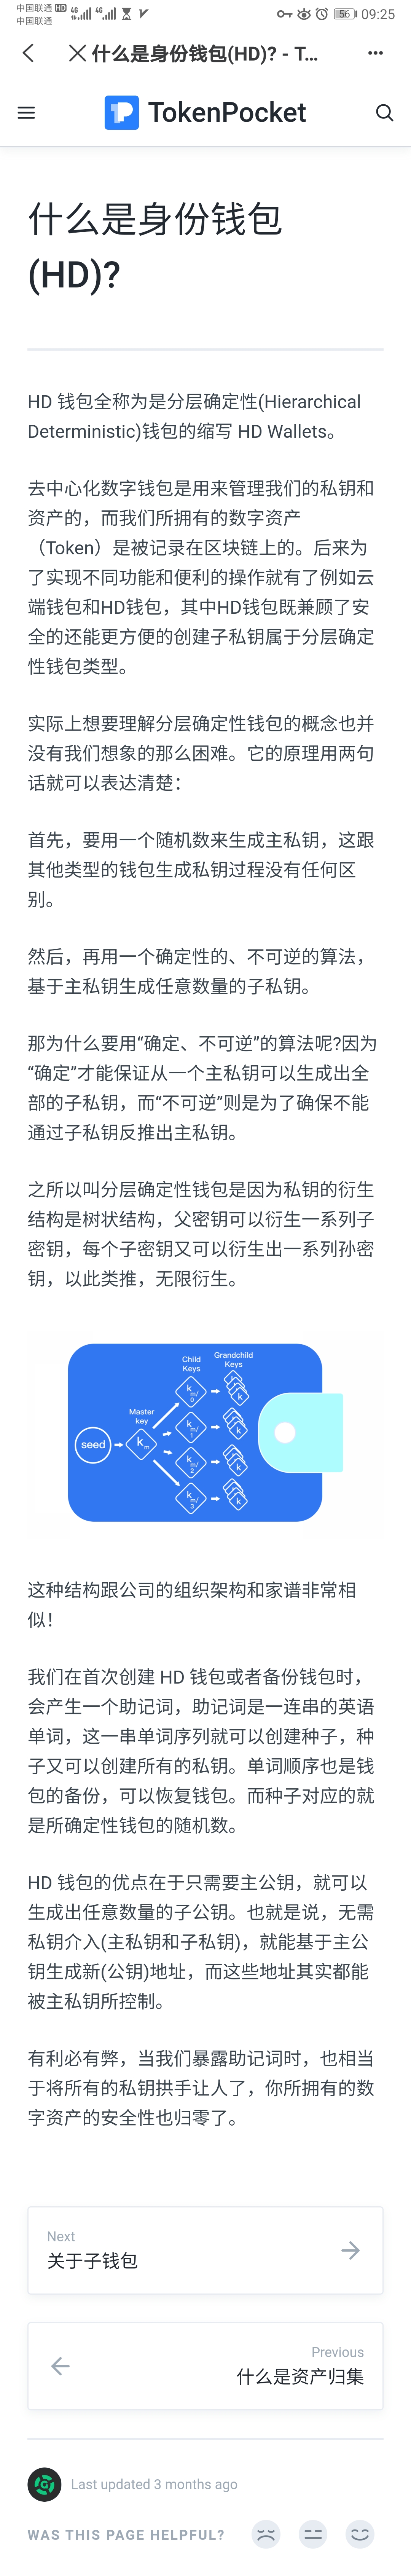 中国联通 HD 4G 4G
中国联通
56 09:25
什么是身份钱包(HD)? - T...
TokenPocket
什么是身份钱包
(HD)?
HD 钱包全称为是分层确定性(Hierarchical
Deterministic)钱包的缩写 HD Wallets。
去中心化数字钱包是用来管理我们的私钥和
资产的，而我们所拥有的数字资产
（Token）是被记录在区块链上的。后来为
了实现不同功能和便利的操作就有了例如云
端钱包和HD钱包，其中HD钱包既兼顾了安
全的还能更方便的创建子私钥属于分层确定
性钱包类型。
实际上想要理解分层确定性钱包的概念也并
没有我们想象的那么困难。它的原理用两句
话就可以表达清楚：
首先，要用一个随机数来生成主私钥，这跟
其他类型的钱包生成私钥过程没有任何区
别。
然后，再用一个确定性的、不可逆的算法，
基于主私钥生成任意数量的子私钥。
那为什么要用“确定、不可逆”的算法呢?因为
“确定”才能保证从一个主私钥可以生成出全
部的子私钥，而“不可逆”则是为了确保不能
通过子私钥反推出主私钥。
之所以叫分层确定性钱包是因为私钥的衍生
结构是树状结构，父密钥可以衍生一系列子
密钥，每个子密钥又可以衍生出一系列孙密
钥，以此类推，无限衍生。
Child
Keys
Grandchild
Keys
Master
key
seed
k m
k m/0
k m/1
k m/2
k m/3
k
k
k
k
这种结构跟公司的组织架构和家谱非常相
似！
我们在首次创建 HD 钱包或者备份钱包时，
会产生一个助记词，助记词是一连串的英语
单词，这一串单词序列就可以创建种子，种
子又可以创建所有的私钥。单词顺序也是钱
包的备份，可以恢复钱包。而种子对应的就
是所确定性钱包的随机数。
HD 钱包的优点在于只需要主公钥，就可以
生成出任意数量的子公钥。也就是说，无需
私钥介入(主私钥和子私钥)，就能基于主公
钥生成新(公钥)地址，而这些地址其实都能
被主私钥所控制。
有利必有弊，当我们暴露助记词时，也相当
于将所有的私钥拱手让人了，你所拥有的数
字资产的安全性也归零了。
Next
关于子钱包
Previous
什么是资产归集
Last updated 3 months ago
WAS THIS PAGE HELPFUL?